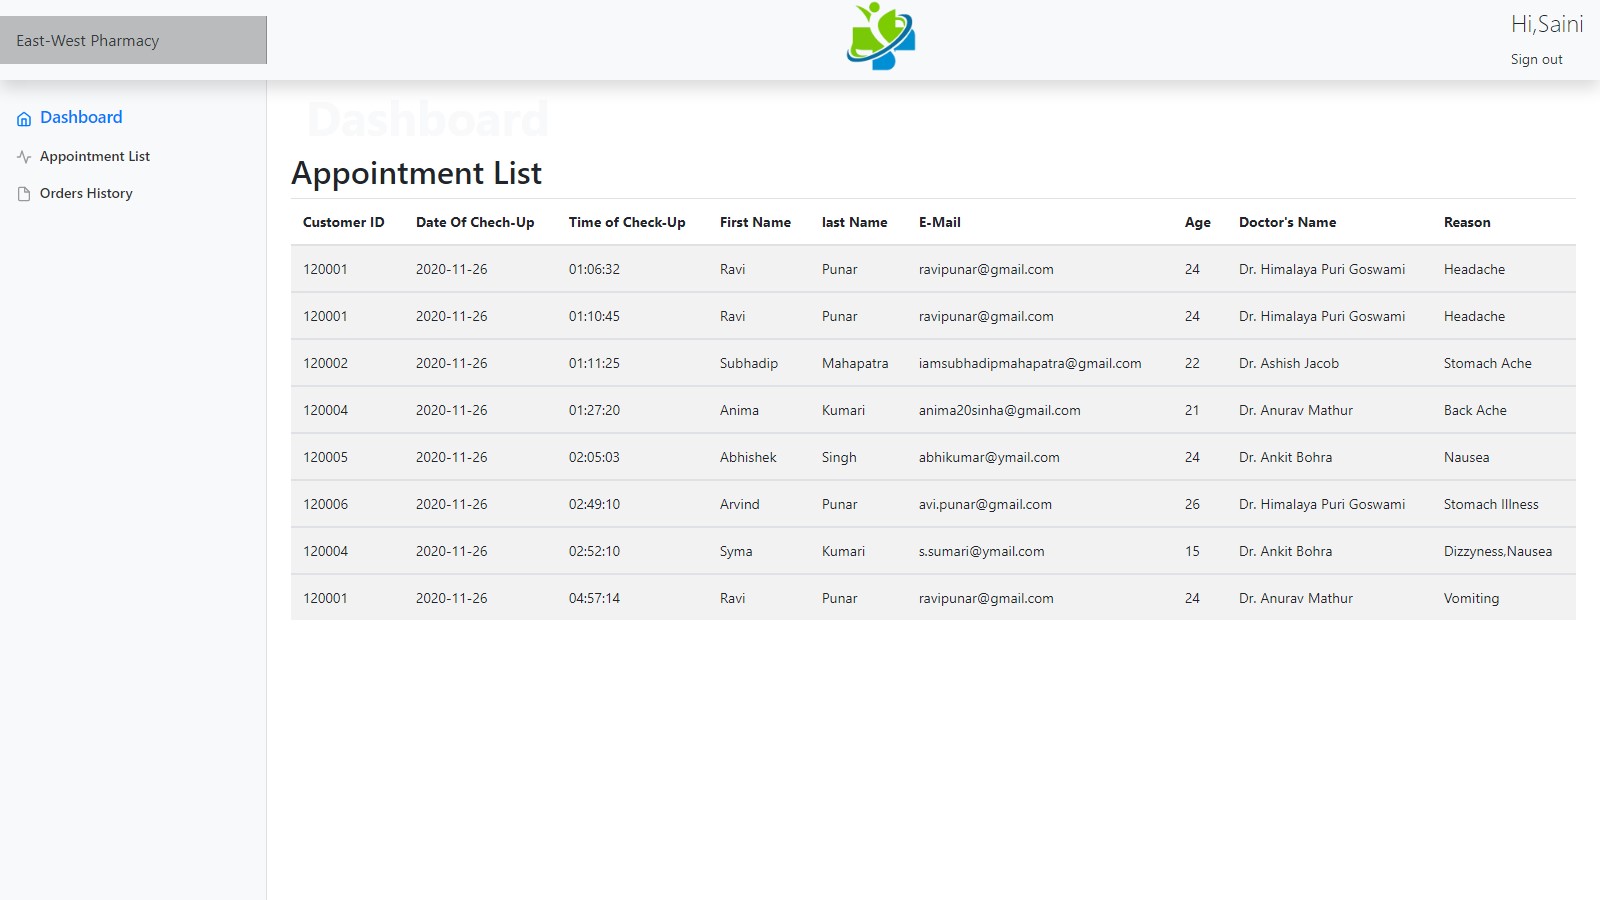 East-West Pharmacy
Hi,Saini
Sign out
Dashboard
Appointment List
Orders History
Dashboard
Appointment List
Customer ID Date Of Chech-Up Time of Check-Up First Name last Name E-Mail Age Doctor's Name Reason
120001 2020-11-26 01:06:32 Ravi Punar ravipunar@gmail.com 24 Dr. Himalaya Puri Goswami Headache
120001 2020-11-26 01:10:45 Ravi Punar ravipunar@gmail.com 24 Dr. Himalaya Puri Goswami Headache
120002 2020-11-26 01:11:25 Subhadip Mahapatra iamsubhadipmahapatra@gmail.com 22 Dr. Ashish Jacob Stomach Ache
120004 2020-11-26 01:27:20 Anima Kumari anima20sinha@gmail.com 21 Dr. Anurav Mathur Back Ache
120005 2020-11-26 02:05:03 Abhishek Singh abhikumar@ymail.com 24 Dr. Ankit Bohra Nausea
120006 2020-11-26 02:49:10 Arvind Punar avi.punar@gmail.com 26 Dr. Himalaya Puri Goswami Stomach Illness
120004 2020-11-26 02:52:10 Syma Kumari s.sumari@ymail.com 15 Dr. Ankit Bohra Dizzyness,Nausea
120001 2020-11-26 04:57:14 Ravi Punar ravipunar@gmail.com 24 Dr. Anurav Mathur Vomiting